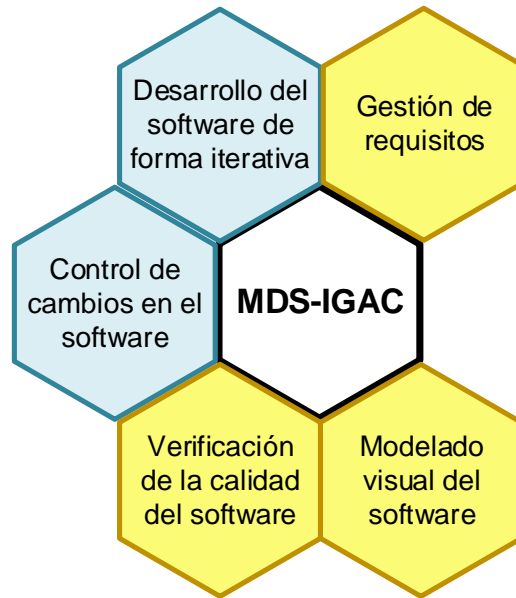 Desarrollo del
software de
forma iterativa
Gestión de
requisitos
Control de
cambios en el
software
MDS-IGAC
Verificación
de la calidad
del software
Modelado
visual del
software